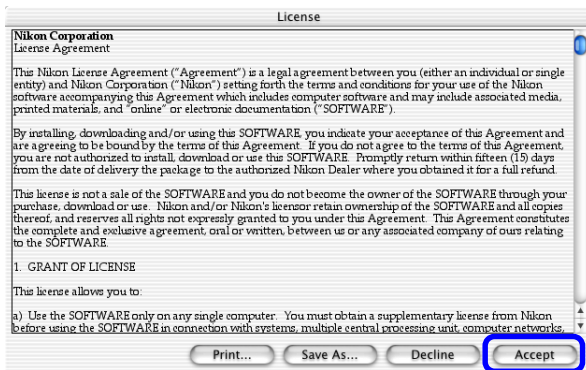 License
Nikon Corporation
License Agreement
This Nikon License Agreement ("Agreement") is a legal agreement between you (either an individual or single
entity) and Nikon Corporation ("Nikon") setting forth the terms and conditions for your use of the Nikon
software accompanying this Agreement which includes computer software and may include associated media,
printed materials, and "online" or electronic documentation ("SOFTWARE").
By installing, downloading and/or using this SOFTWARE, you indicate your acceptance of this Agreement and
are agreeing to be bound by the terms of this Agreement. If you do not agree to the terms of this Agreement,
you are not authorized to install, download or use this SOFTWARE. Promptly return within fifteen (15) days
from the date of delivery the package to the authorized Nikon Dealer where you obtained it for a full refund.
This license is not a sale of the SOFTWARE and you do not become the owner of the SOFTWARE through your
purchase, download or use. Nikon and/or Nikon's licensor retain ownership of the SOFTWARE and all copies
thereof, and reserves all rights not expressly granted to you under this Agreement. This Agreement constitutes
the complete and exclusive agreement, oral or written, between us or any associated company of ours relating
to the SOFTWARE.
1. GRANT OF LICENSE
This license allows you to:
a) Use the SOFTWARE only on any single computer. You must obtain a supplementary license from Nikon
before using the SOFTWARE in connection with systems, multiple central processing unit, computer networks,
Print... Save As... Decline Accept